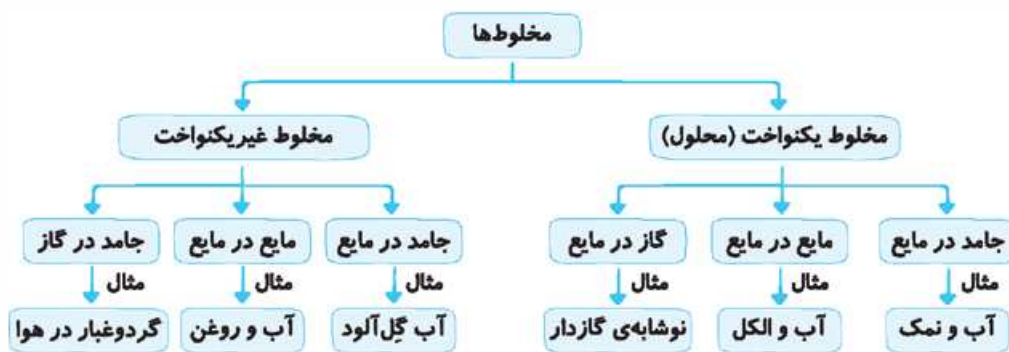 مخلوط‌ها
مخلوط یکنواخت (محلول)
مخلوط غیریکنواخت
جامد در مایع
مایع در مایع
گاز در مایع
جامد در مایع
مایع در مایع
جامد در گاز
مثال
مثال
مثال
مثال
مثال
مثال
آب و نمک
آب و الکل
نوشابه‌ی گازدار
آب گِل‌آلود
آب و روغن
گردوغبار در هوا